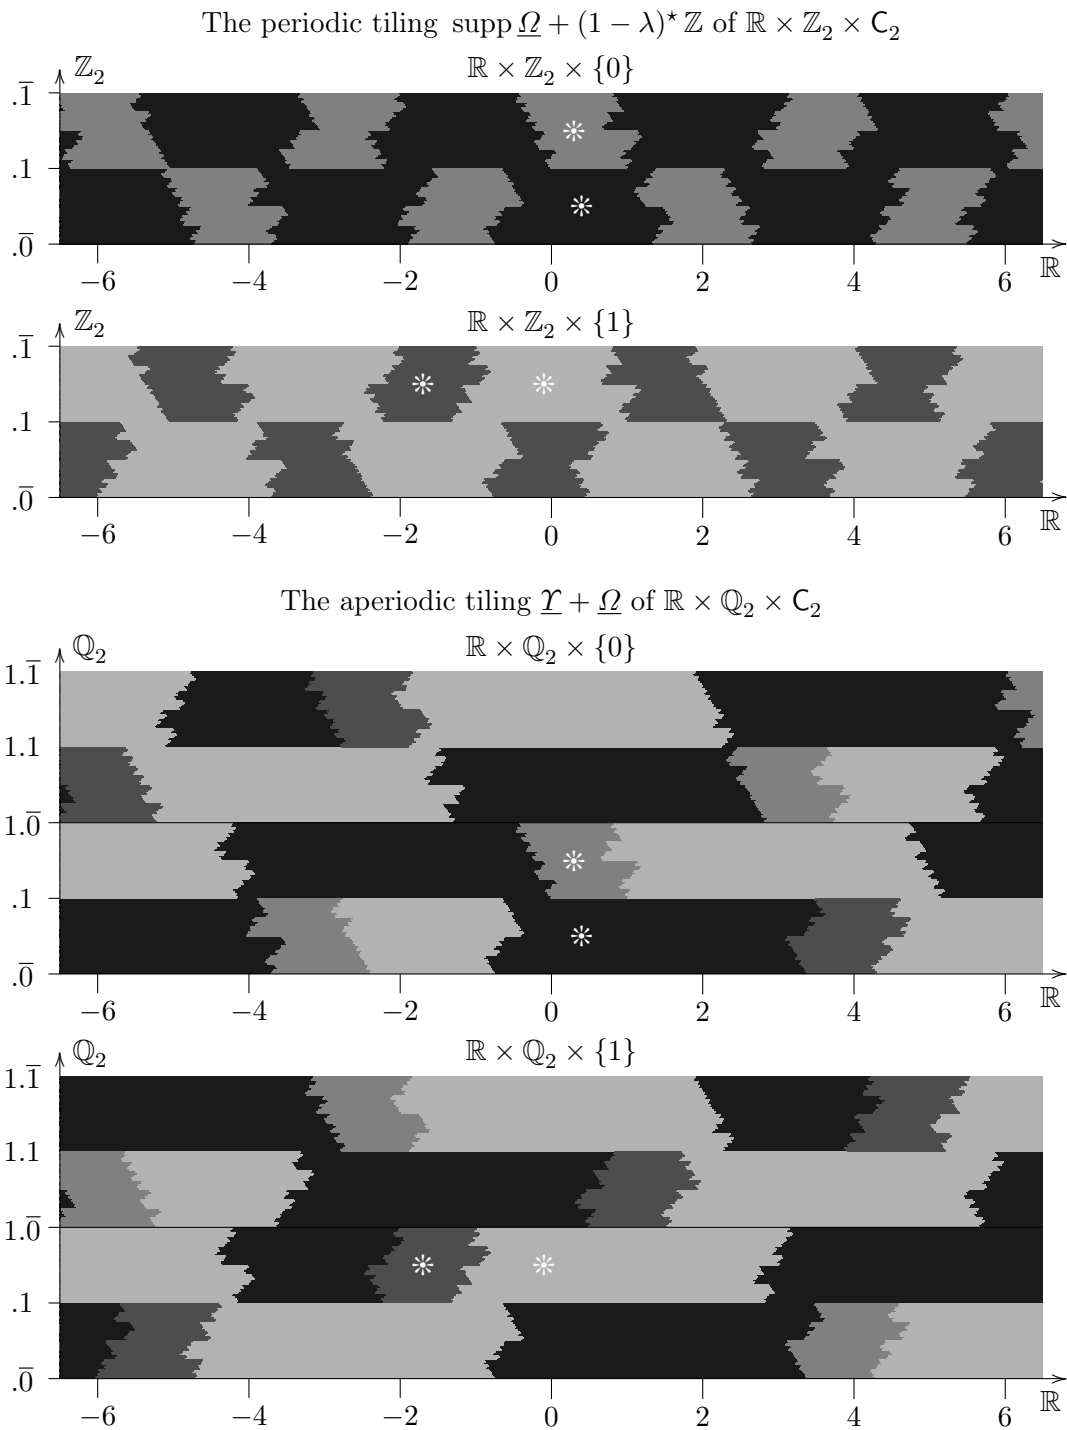 The periodic tiling supp Ω + (1 − λ)⋆ ℤ of ℝ × ℤ₂ × C₂
ℤ₂ ℝ × ℤ₂ × {0}
.1̅
.1
.0̅
−6 −4 −2 0 2 4 6 ℝ
ℤ₂ ℝ × ℤ₂ × {1}
.1̅
.1
.0̅
−6 −4 −2 0 2 4 6 ℝ
The aperiodic tiling ϒ + Ω of ℝ × ℚ₂ × C₂
ℚ₂ ℝ × ℚ₂ × {0}
1.1̅
1.1
1.0̅
.1
.0̅
−6 −4 −2 0 2 4 6 ℝ
ℚ₂ ℝ × ℚ₂ × {1}
1.1̅
1.1
1.0̅
.1
.0̅
−6 −4 −2 0 2 4 6 ℝ